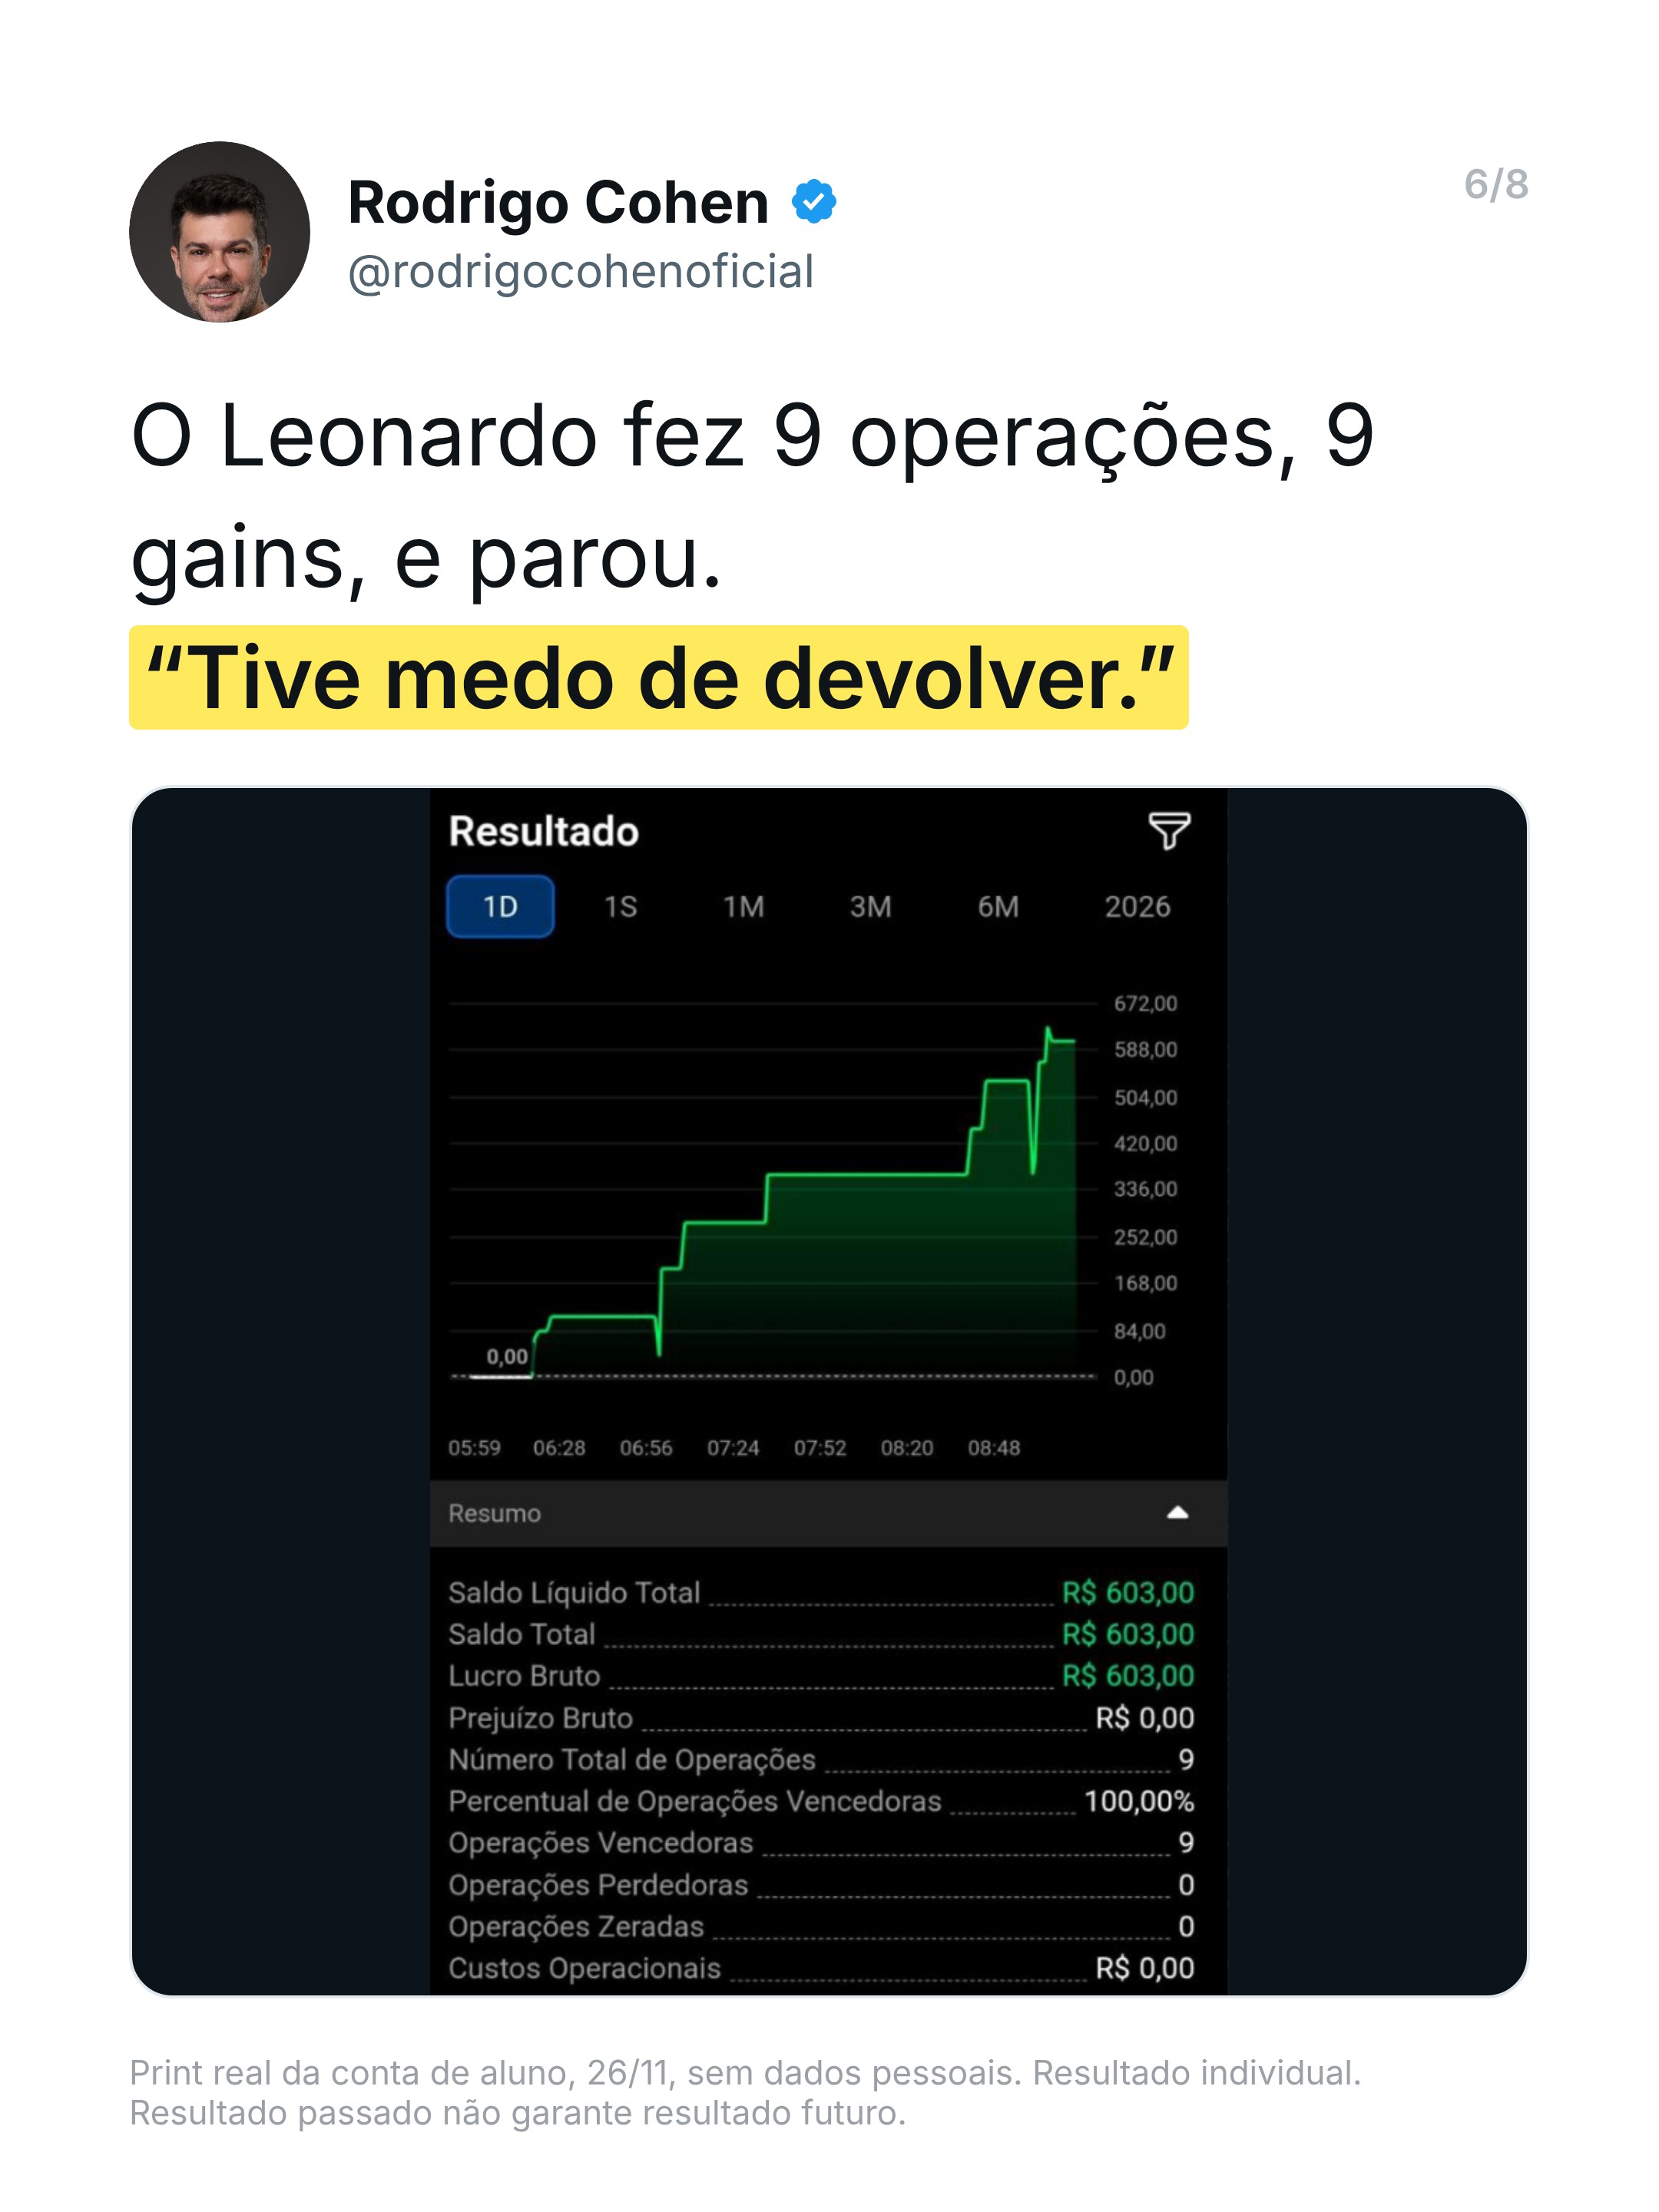 Rodrigo Cohen
@rodrigocohenoficial
6/8
O Leonardo fez 9 operações, 9
gains, e parou.
“Tive medo de devolver.”
Resultado
1D 1S 1M 3M 6M 2026
672,00
588,00
504,00
420,00
336,00
252,00
168,00
84,00
0,00
0,00
05:59 06:28 06:56 07:24 07:52 08:20 08:48
Resumo
Saldo Líquido Total R$ 603,00
Saldo Total R$ 603,00
Lucro Bruto R$ 603,00
Prejuízo Bruto R$ 0,00
Número Total de Operações 9
Percentual de Operações Vencedoras 100,00%
Operações Vencedoras 9
Operações Perdedoras 0
Operações Zeradas 0
Custos Operacionais R$ 0,00
Print real da conta de aluno, 26/11, sem dados pessoais. Resultado individual.
Resultado passado não garante resultado futuro.